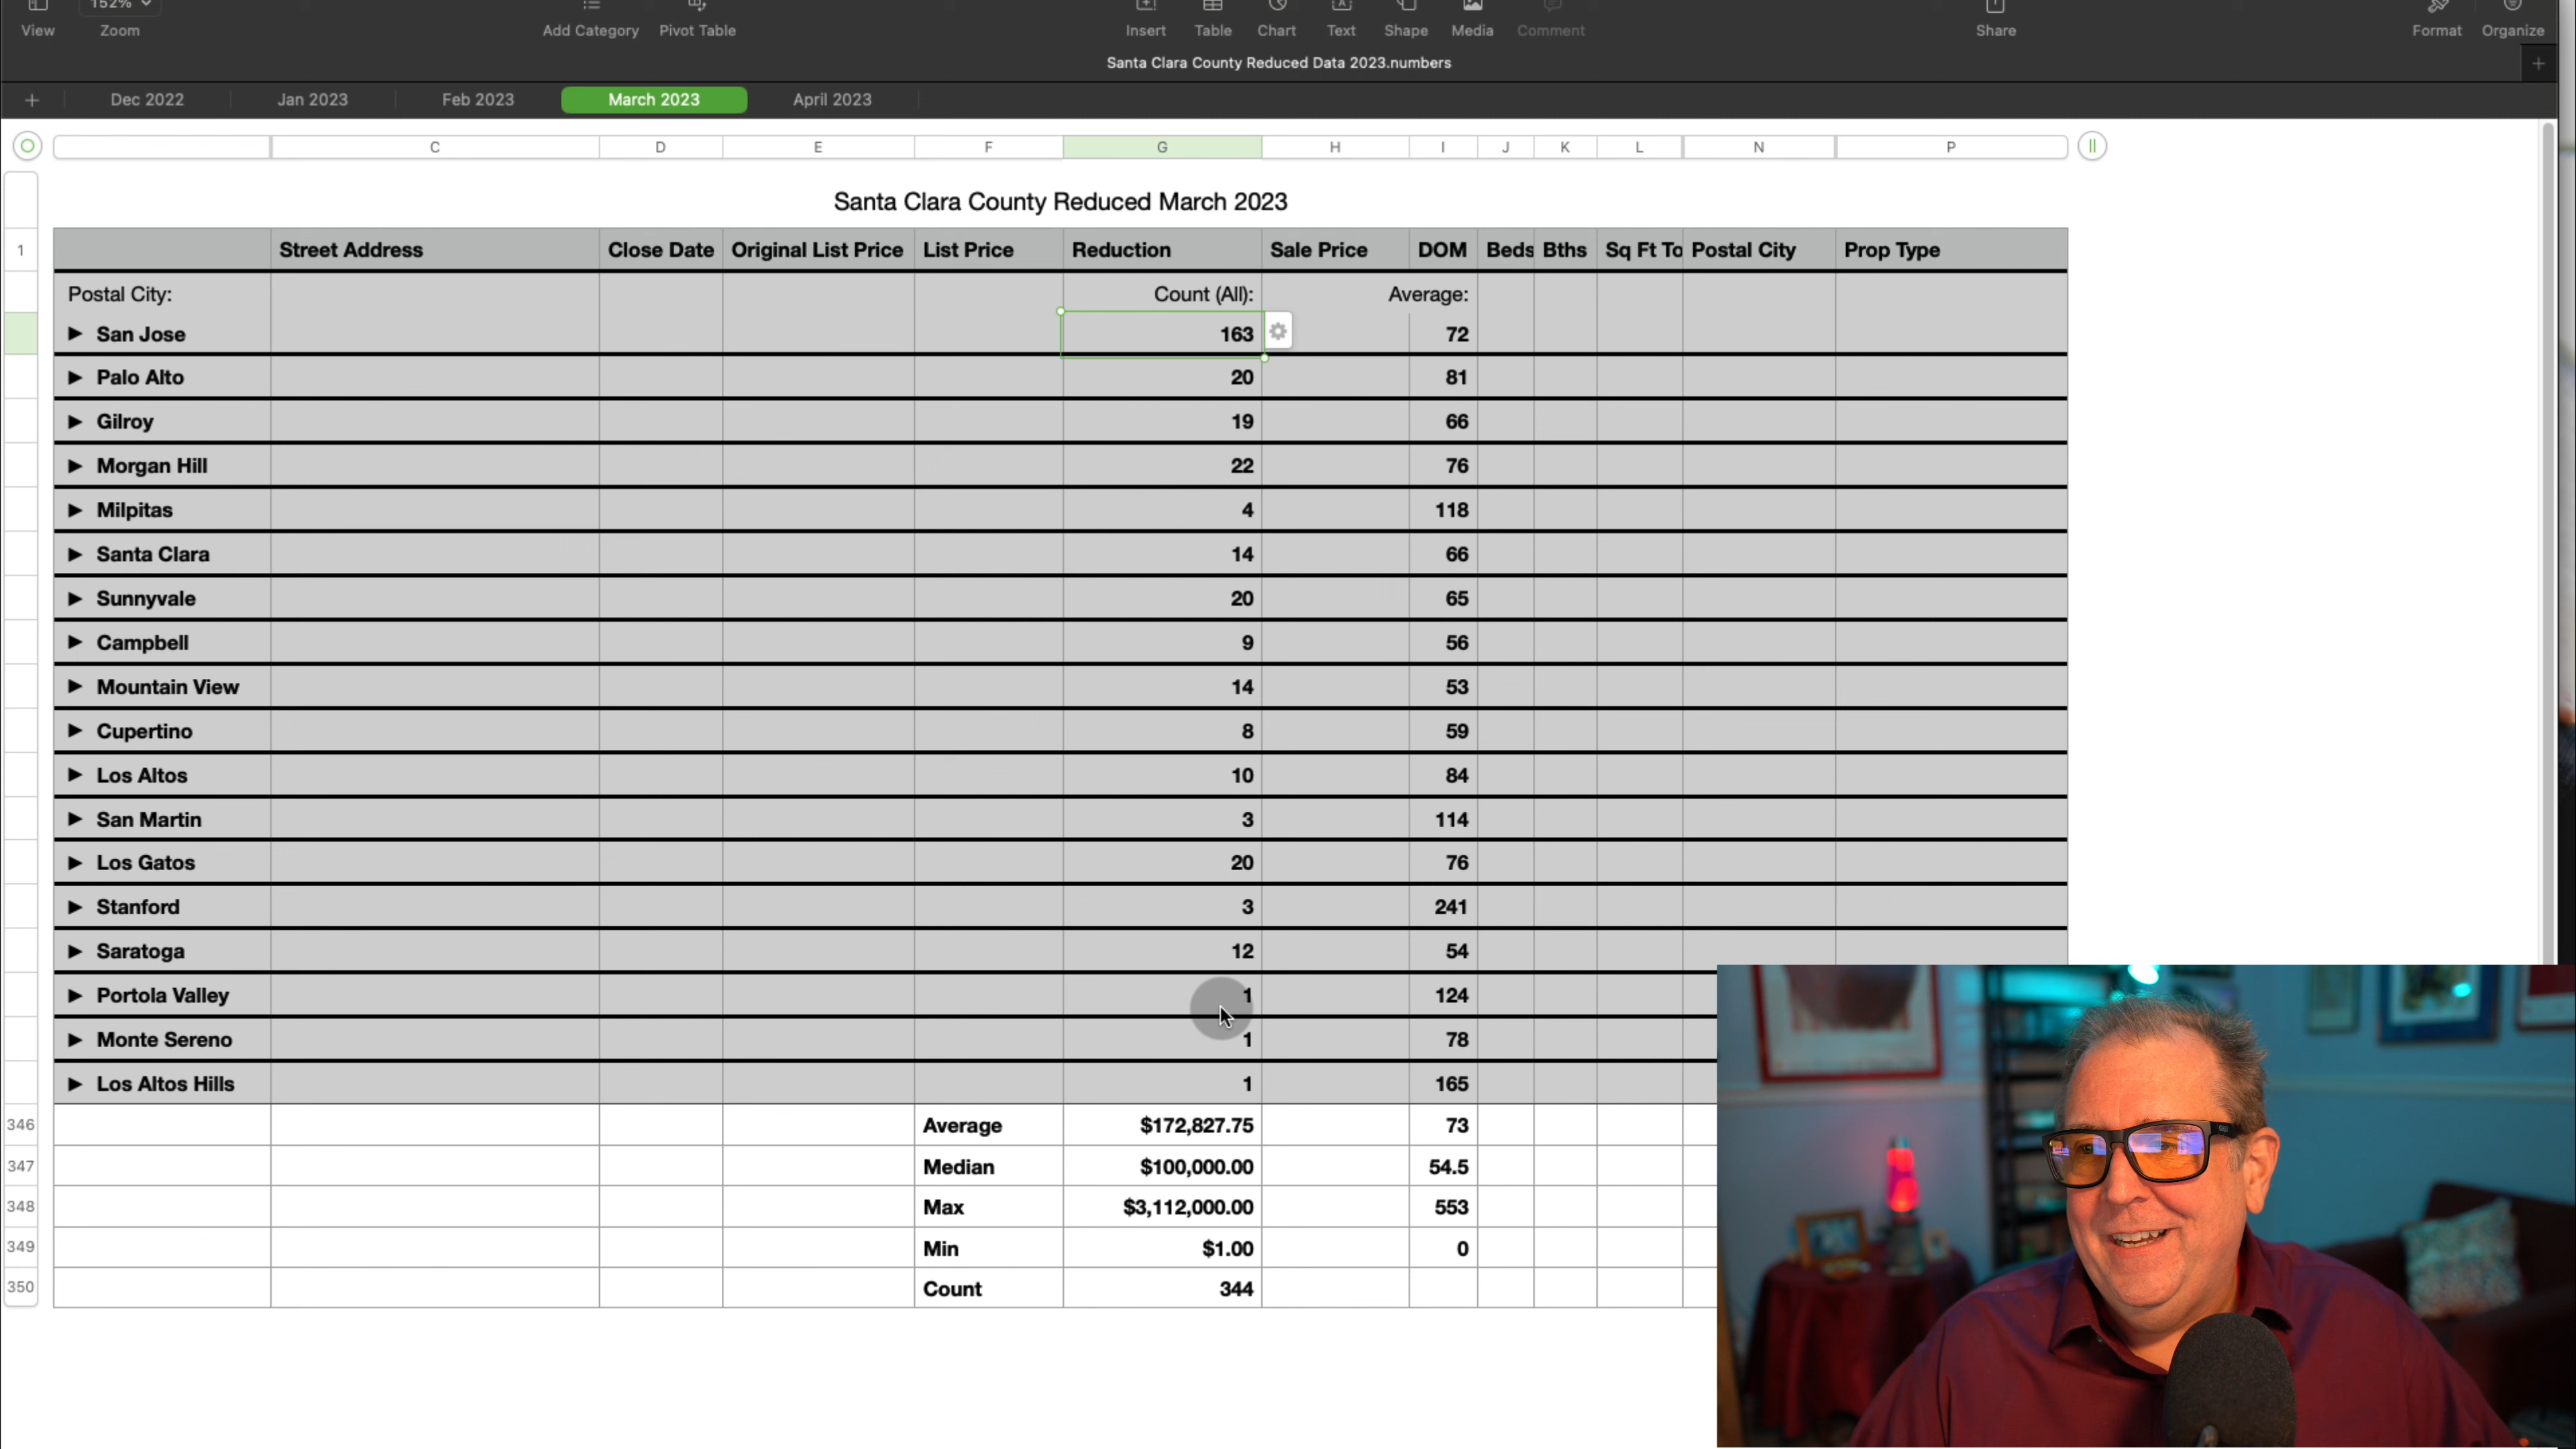 152%
View
Zoom
Add Category
Pivot Table
Insert
Table
Chart
Text
Shape
Media
Comment
Share
Format
Organize
Santa Clara County Reduced Data 2023.numbers
Dec 2022
Jan 2023
Feb 2023
March 2023
April 2023
C D E F G H I J K L N P
Santa Clara County Reduced March 2023
1 Street Address Close Date Original List Price List Price Reduction Sale Price DOM Beds Bths Sq Ft To Postal City Prop Type
Postal City: Count (All): Average:
San Jose 163 72
Palo Alto 20 81
Gilroy 19 66
Morgan Hill 22 76
Milpitas 4 118
Santa Clara 14 66
Sunnyvale 20 65
Campbell 9 56
Mountain View 14 53
Cupertino 8 59
Los Altos 10 84
San Martin 3 114
Los Gatos 20 76
Stanford 3 241
Saratoga 12 54
Portola Valley 1 124
Monte Sereno 1 78
Los Altos Hills 1 165
346 Average $172,827.75 73
347 Median $100,000.00 54.5
348 Max $3,112,000.00 553
349 Min $1.00 0
350 Count 344